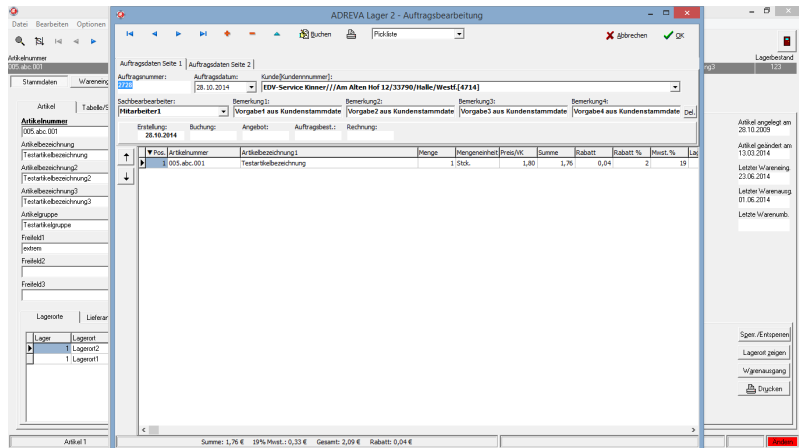 ADREVA Lager 2 - Auftragsbearbeitung
Datei Bearbeiten Optionen
Buchen Pickliste Abbrechen OK
Artikelnummer Lagerbestand
005.abc.001 123
Auftragsdaten Seite 1 Auftragsdaten Seite 2
Stammdaten Wareneing
Auftragsnummer: Auftragsdatum: Kunde[Kundennnummer]:
2720 28.10.2014 EDV-Service Kinner///Am Alten Hof 12/33790/Halle/Westf.[4714]
Sachbearbearbeiter: Bemerkung1: Bemerkung2: Bemerkung3: Bemerkung4:
Mitarbeiter1 Vorgabe1 aus Kundenstammdate Vorgabe2 aus Kundenstammdate Vorgabe3 aus Kundenstammdate Vorgabe4 aus Kundenstammdate Del.
Erstellung: Buchung: Angebot: Auftragsbest.: Rechnung:
28.10.2014
Pos. Artikelnummer Artikelbezeichnung1 Menge Mengeneinheit Preis/VK Summe Rabatt Rabatt % Mwst. % Lag
1 005.abc.001 Testartikelbezeichnung 1 Stck. 1,80 1,76 0,04 2 19
Artikel Tabelle/S
Artikelnummer
005.abc.001
Artikelbezeichnung
Testartikelbezeichnung
Artikelbezeichnung2
Testartikelbezeichnung2
Artikelbezeichnung3
Testartikelbezeichnung3
Artikelgruppe
Testartikelgruppe
Freifeld1
extrem
Freifeld2
Freifeld3
Lagerorte Lieferan
Lager Lagerort
1 Lagerort2
1 Lagerort1
Artikel angelegt am
28.10.2009
Artikel geändert am
13.03.2014
Letzter Wareneing.
23.06.2014
Letzter Warenausg.
01.06.2014
Letzte Warenumb.
Sperr./Entsperren
Lagerort zeigen
Warenausgang
Drucken
Artikel 1 Summe: 1,76 € 19% Mwst.: 0,33 € Gesamt: 2,09 € Rabatt: 0,04 € Ändern